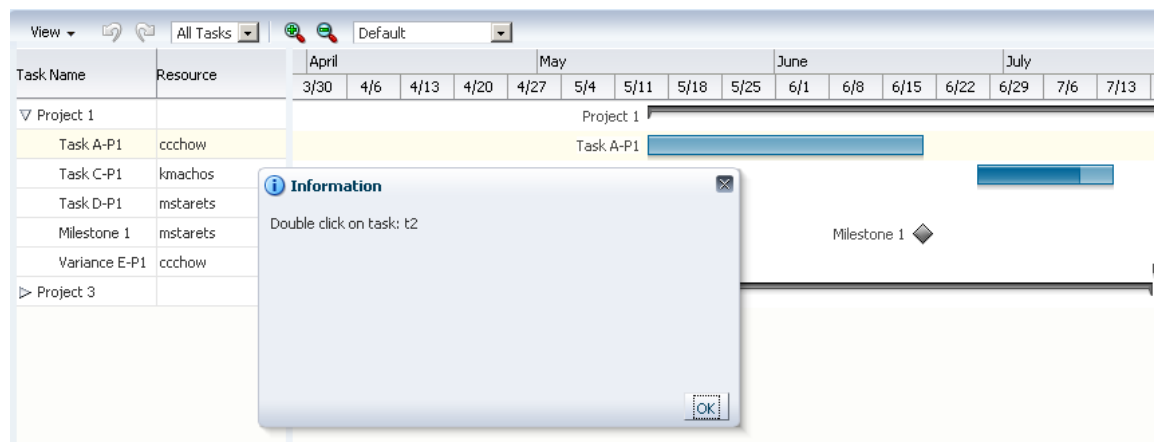 View All Tasks Default
Task Name Resource April May June July
3/30 4/6 4/13 4/20 4/27 5/4 5/11 5/18 5/25 6/1 6/8 6/15 6/22 6/29 7/6 7/13
Project 1 Project 1
Task A-P1 ccchow Task A-P1
Task C-P1 kmachos
Task D-P1 mstarets
Milestone 1 mstarets Milestone 1
Variance E-P1 ccchow
Project 3
Information
Double click on task: t2
OK